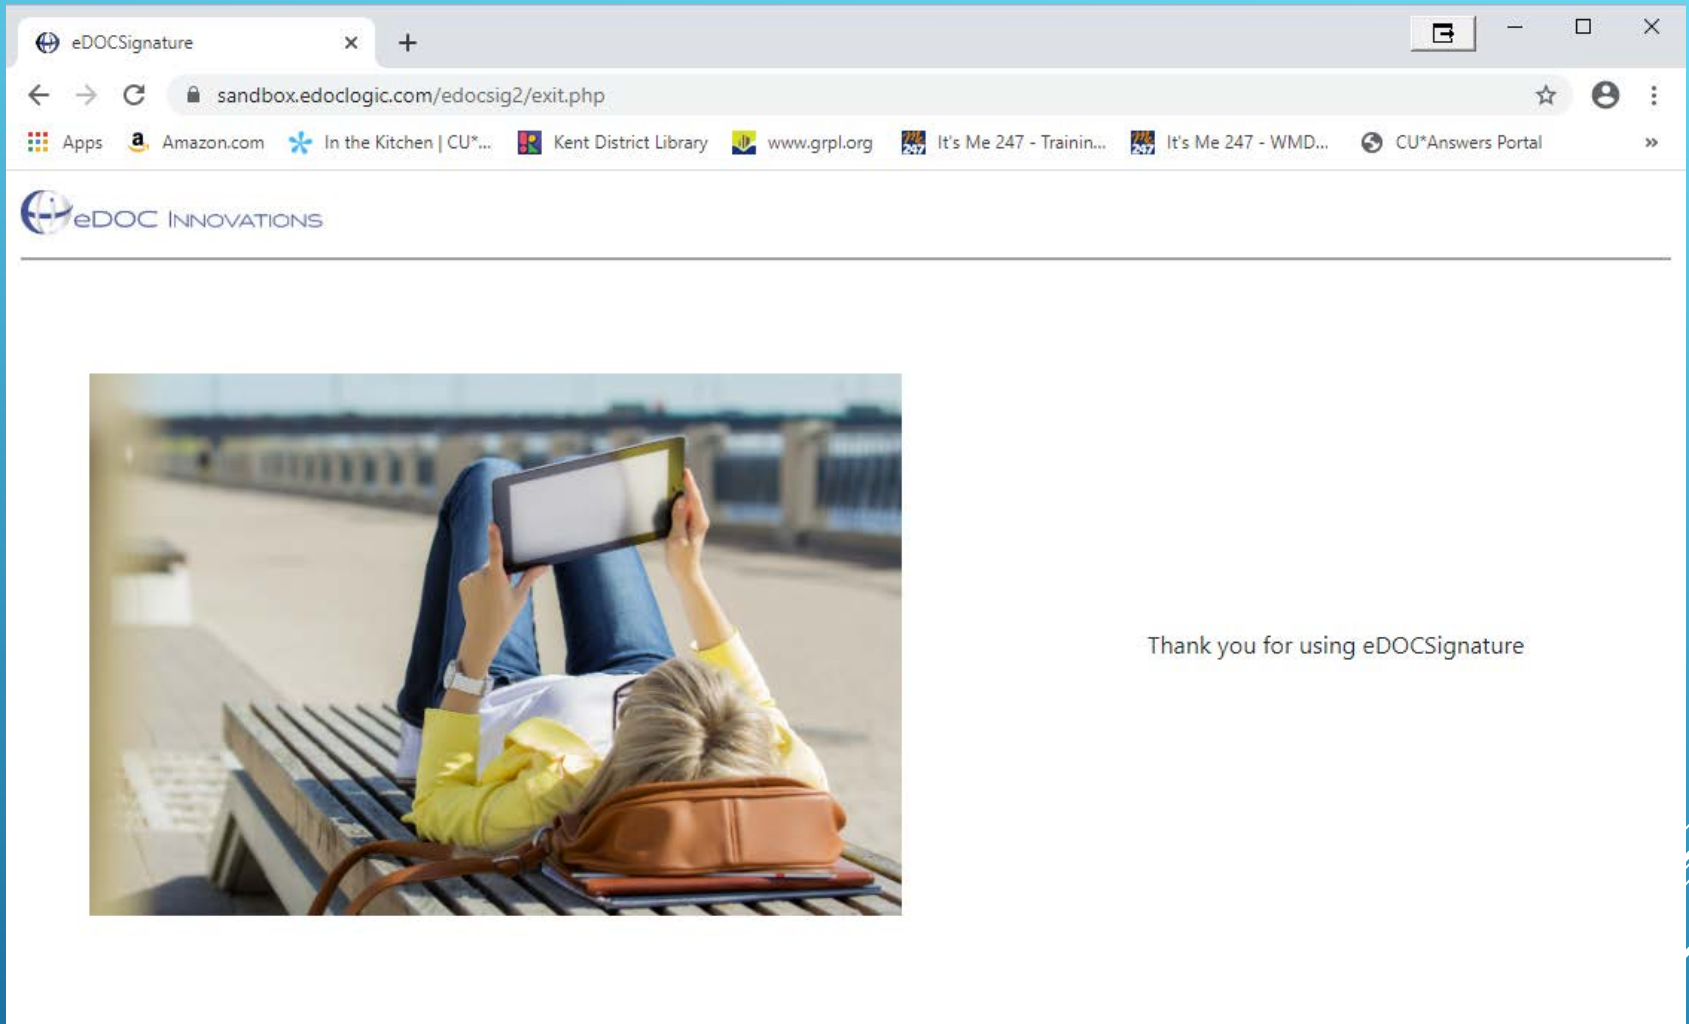 eDOCSignature
sandbox.edoclogic.com/edocsig2/exit.php
Apps
Amazon.com
In the Kitchen | CU*...
Kent District Library
www.grpl.org
It's Me 247 - Trainin...
It's Me 247 - WMD...
CU*Answers Portal
eDOC INNOVATIONS
Thank you for using eDOCSignature